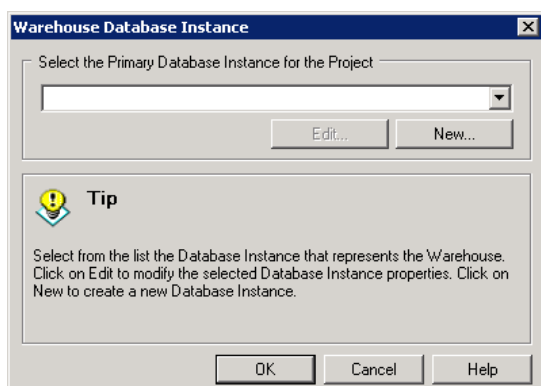 Warehouse Database Instance
Select the Primary Database Instance for the Project
Edit...
New...
Tip
Select from the list the Database Instance that represents the Warehouse.
Click on Edit to modify the selected Database Instance properties. Click on
New to create a new Database Instance.
OK
Cancel
Help